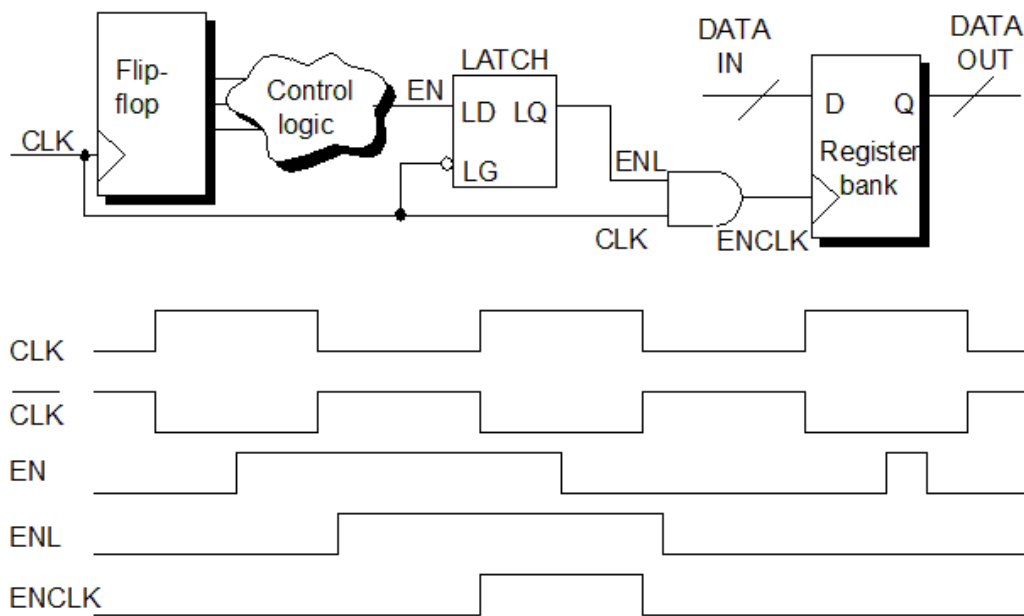 Flip-
flop
CLK
Control
logic
EN
LATCH
LD LQ
LG
ENL
CLK
ENCLK
DATA
IN
DATA
OUT
D Q
Register
bank
CLK
CLK
EN
ENL
ENCLK